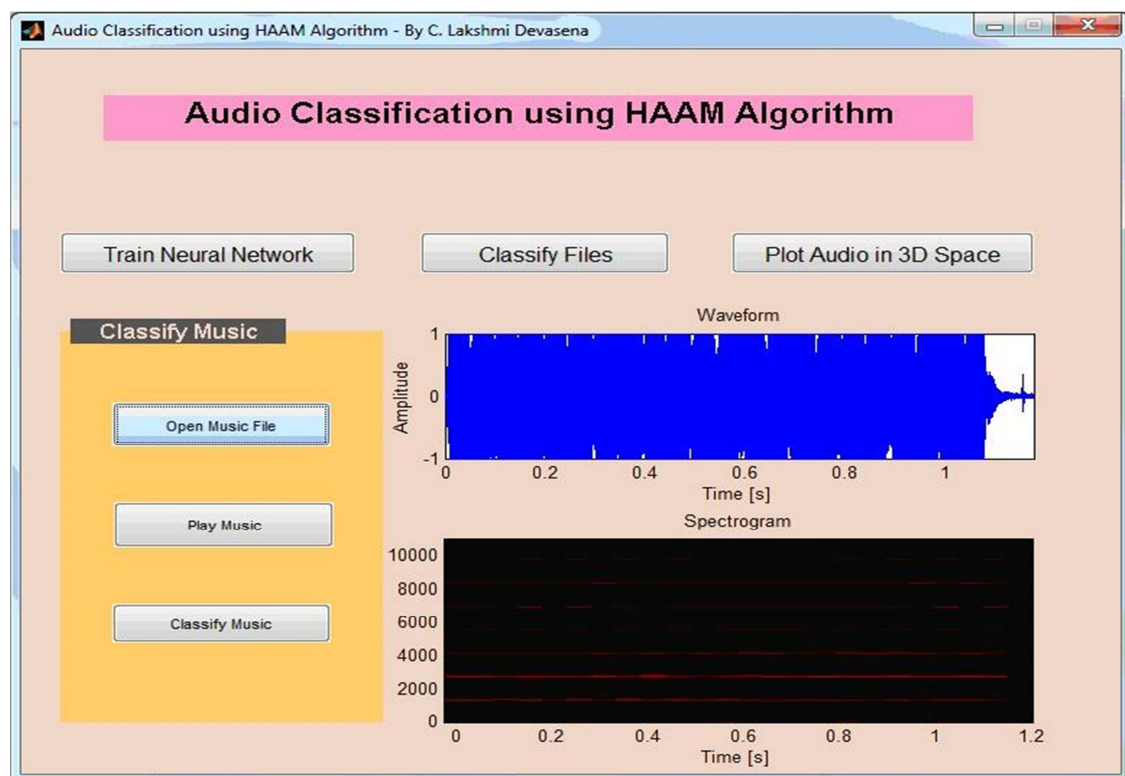 Audio Classification using HAAM Algorithm - By C. Lakshmi Devasena
Audio Classification using HAAM Algorithm
Train Neural Network
Classify Files
Plot Audio in 3D Space
Classify Music
Open Music File
Play Music
Classify Music
Waveform
Amplitude
1
0
-1
0 0.2 0.4 0.6 0.8 1
Time [s]
Spectrogram
10000
8000
6000
4000
2000
0
0 0.2 0.4 0.6 0.8 1 1.2
Time [s]